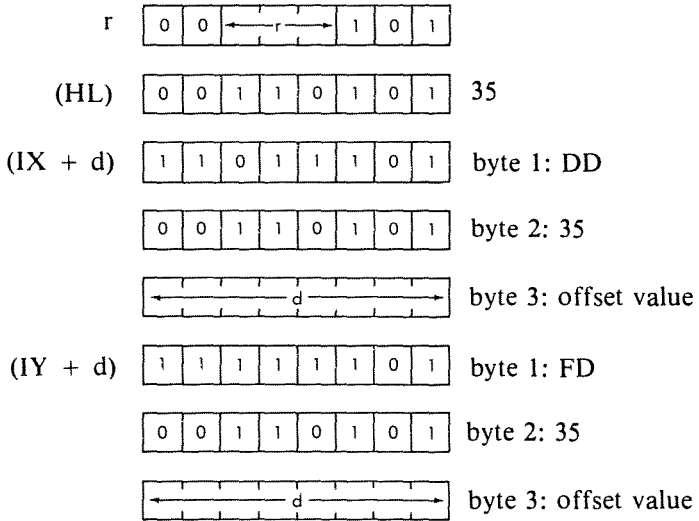 r 0 0 r 1 0 1
(HL) 0 0 1 1 0 1 0 1 35
(IX + d) 1 1 0 1 1 1 0 1 byte 1: DD
0 0 1 1 0 1 0 1 byte 2: 35
d byte 3: offset value
(IY + d) 1 1 1 1 1 1 0 1 byte 1: FD
0 0 1 1 0 1 0 1 byte 2: 35
d byte 3: offset value